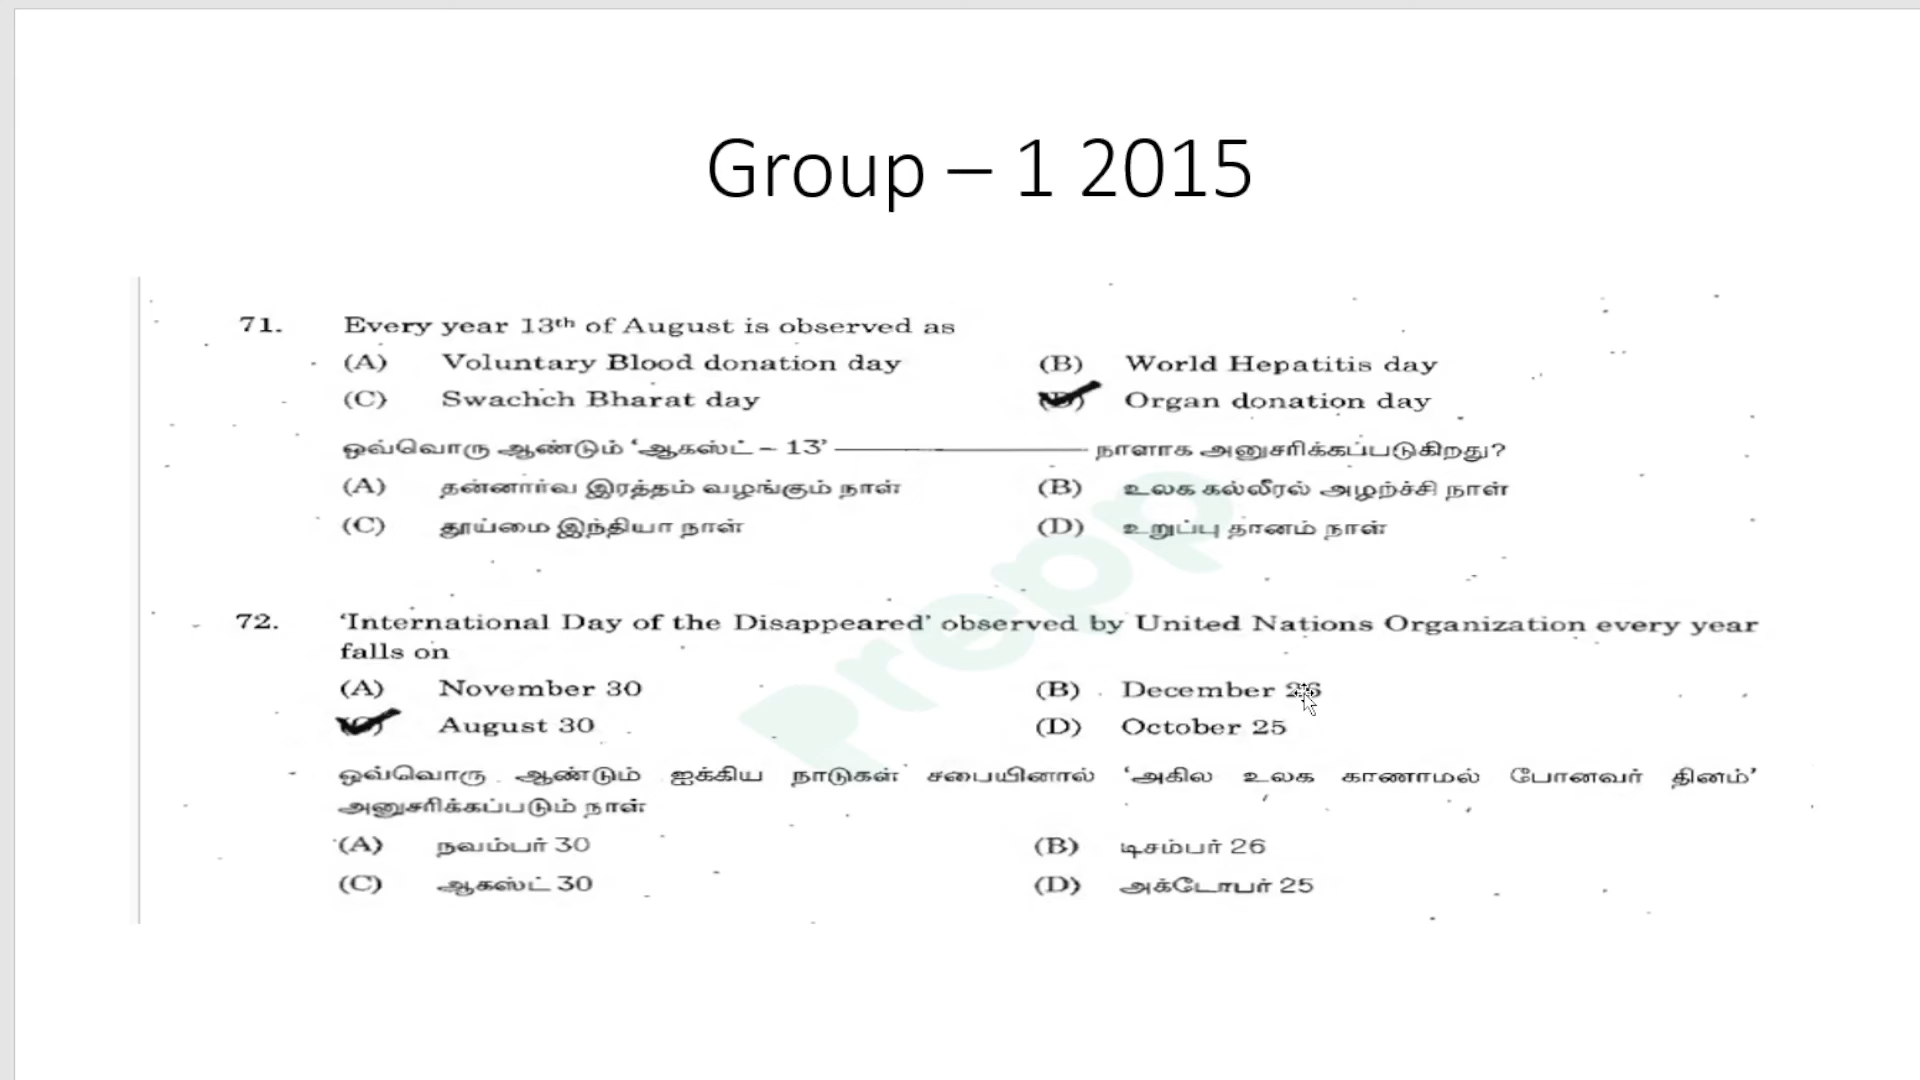 Group – 1 2015
71. Every year 13th of August is observed as
(A) Voluntary Blood donation day (B) World Hepatitis day
(C) Swachch Bharat day (D) Organ donation day
ஒவ்வொரு ஆண்டும் ‘ஆகஸ்ட் – 13’ ———— நாளாக அனுசரிக்கப்படுகிறது?
(A) தன்னார்வ இரத்தம் வழங்கும் நாள் (B) உலக கல்லீரல் அழற்ச்சி நாள்
(C) தூய்மை இந்தியா நாள் (D) உறுப்பு தானம் நாள்
72. ‘International Day of the Disappeared’ observed by United Nations Organization every year
falls on
(A) November 30 (B) December 26
(C) August 30 (D) October 25
ஒவ்வொரு ஆண்டும் ஐக்கிய நாடுகள் சபையினால் ‘அகில உலக காணாமல் போனவர் தினம்’
அனுசரிக்கப்படும் நாள்
(A) நவம்பர் 30 (B) டிசம்பர் 26
(C) ஆகஸ்ட் 30 (D) அக்டோபர் 25
prepp